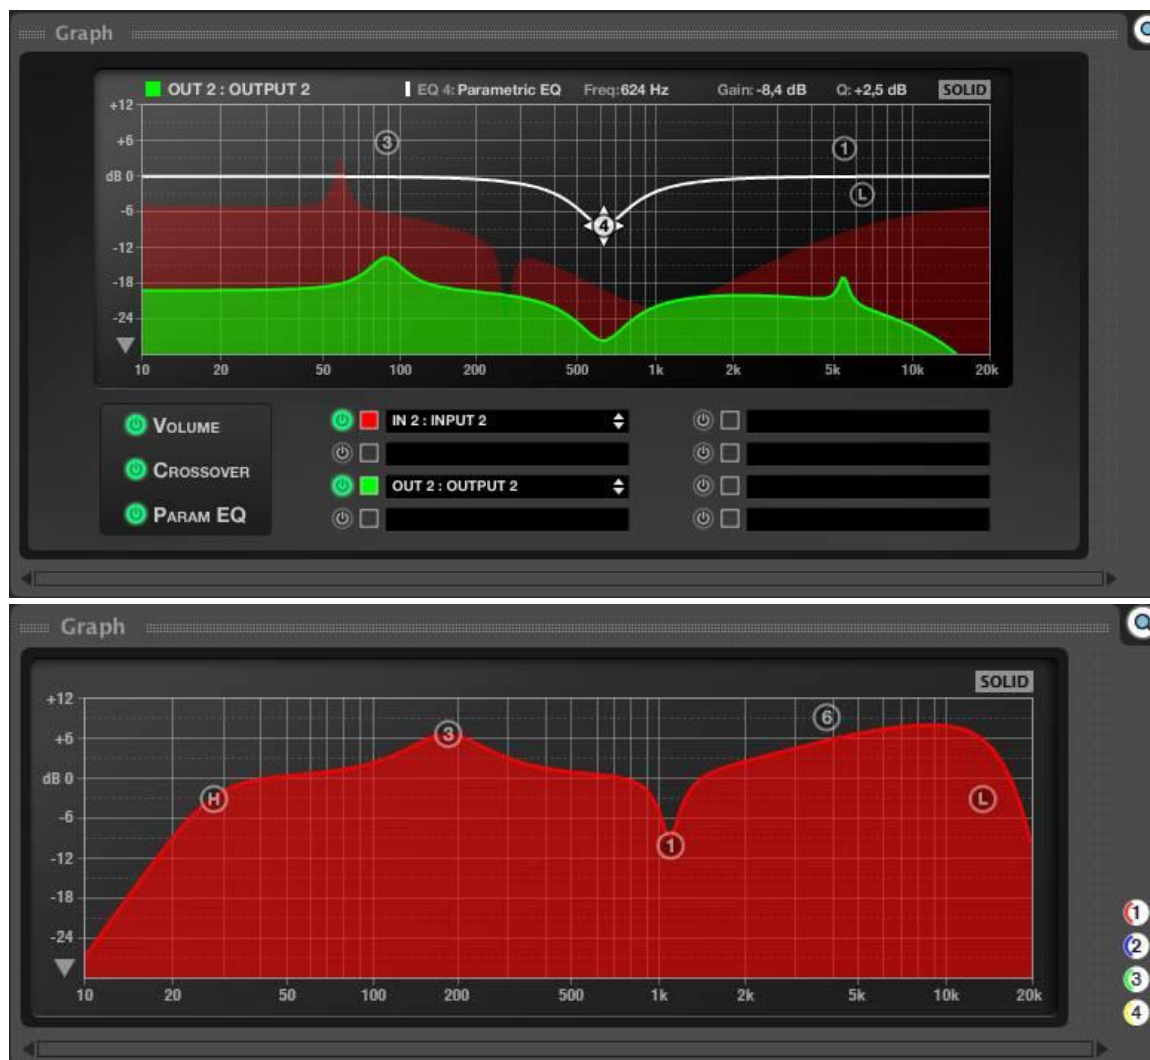 Graph
OUT 2 : OUTPUT 2 EQ 4: Parametric EQ Freq:624 Hz Gain: -8,4 dB Q: +2,5 dB SOLID
+12
+6
dB 0
-6
-12
-18
-24
3
1
L
4
10 20 50 100 200 500 1k 2k 5k 10k 20k
VOLUME
CROSSOVER
PARAM EQ
IN 2 : INPUT 2
OUT 2 : OUTPUT 2
Graph
SOLID
+12
+6
dB 0
-6
-12
-18
-24
H
3
1
6
L
10 20 50 100 200 500 1k 2k 5k 10k 20k
1
2
3
4